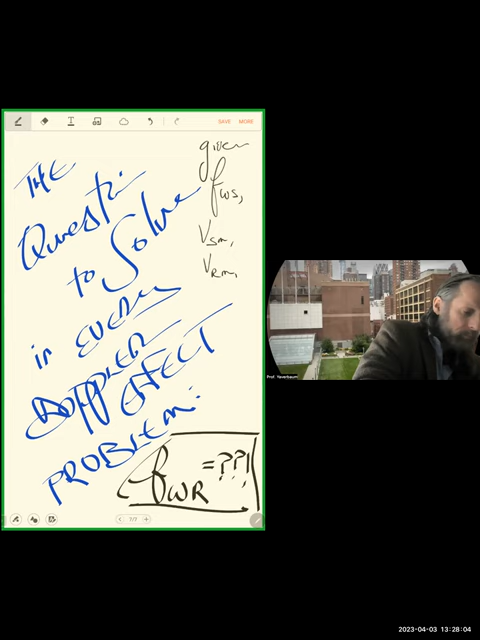 SAVE MORE
given
fws,
Vsm,
VRm,
THE
Question
to Solve
in EVERY
DOPPLER
EFFECT
PROBLEM:
fWR =??!
7/7
Prof. Yaverbaum
2023-04-03 13:28:04